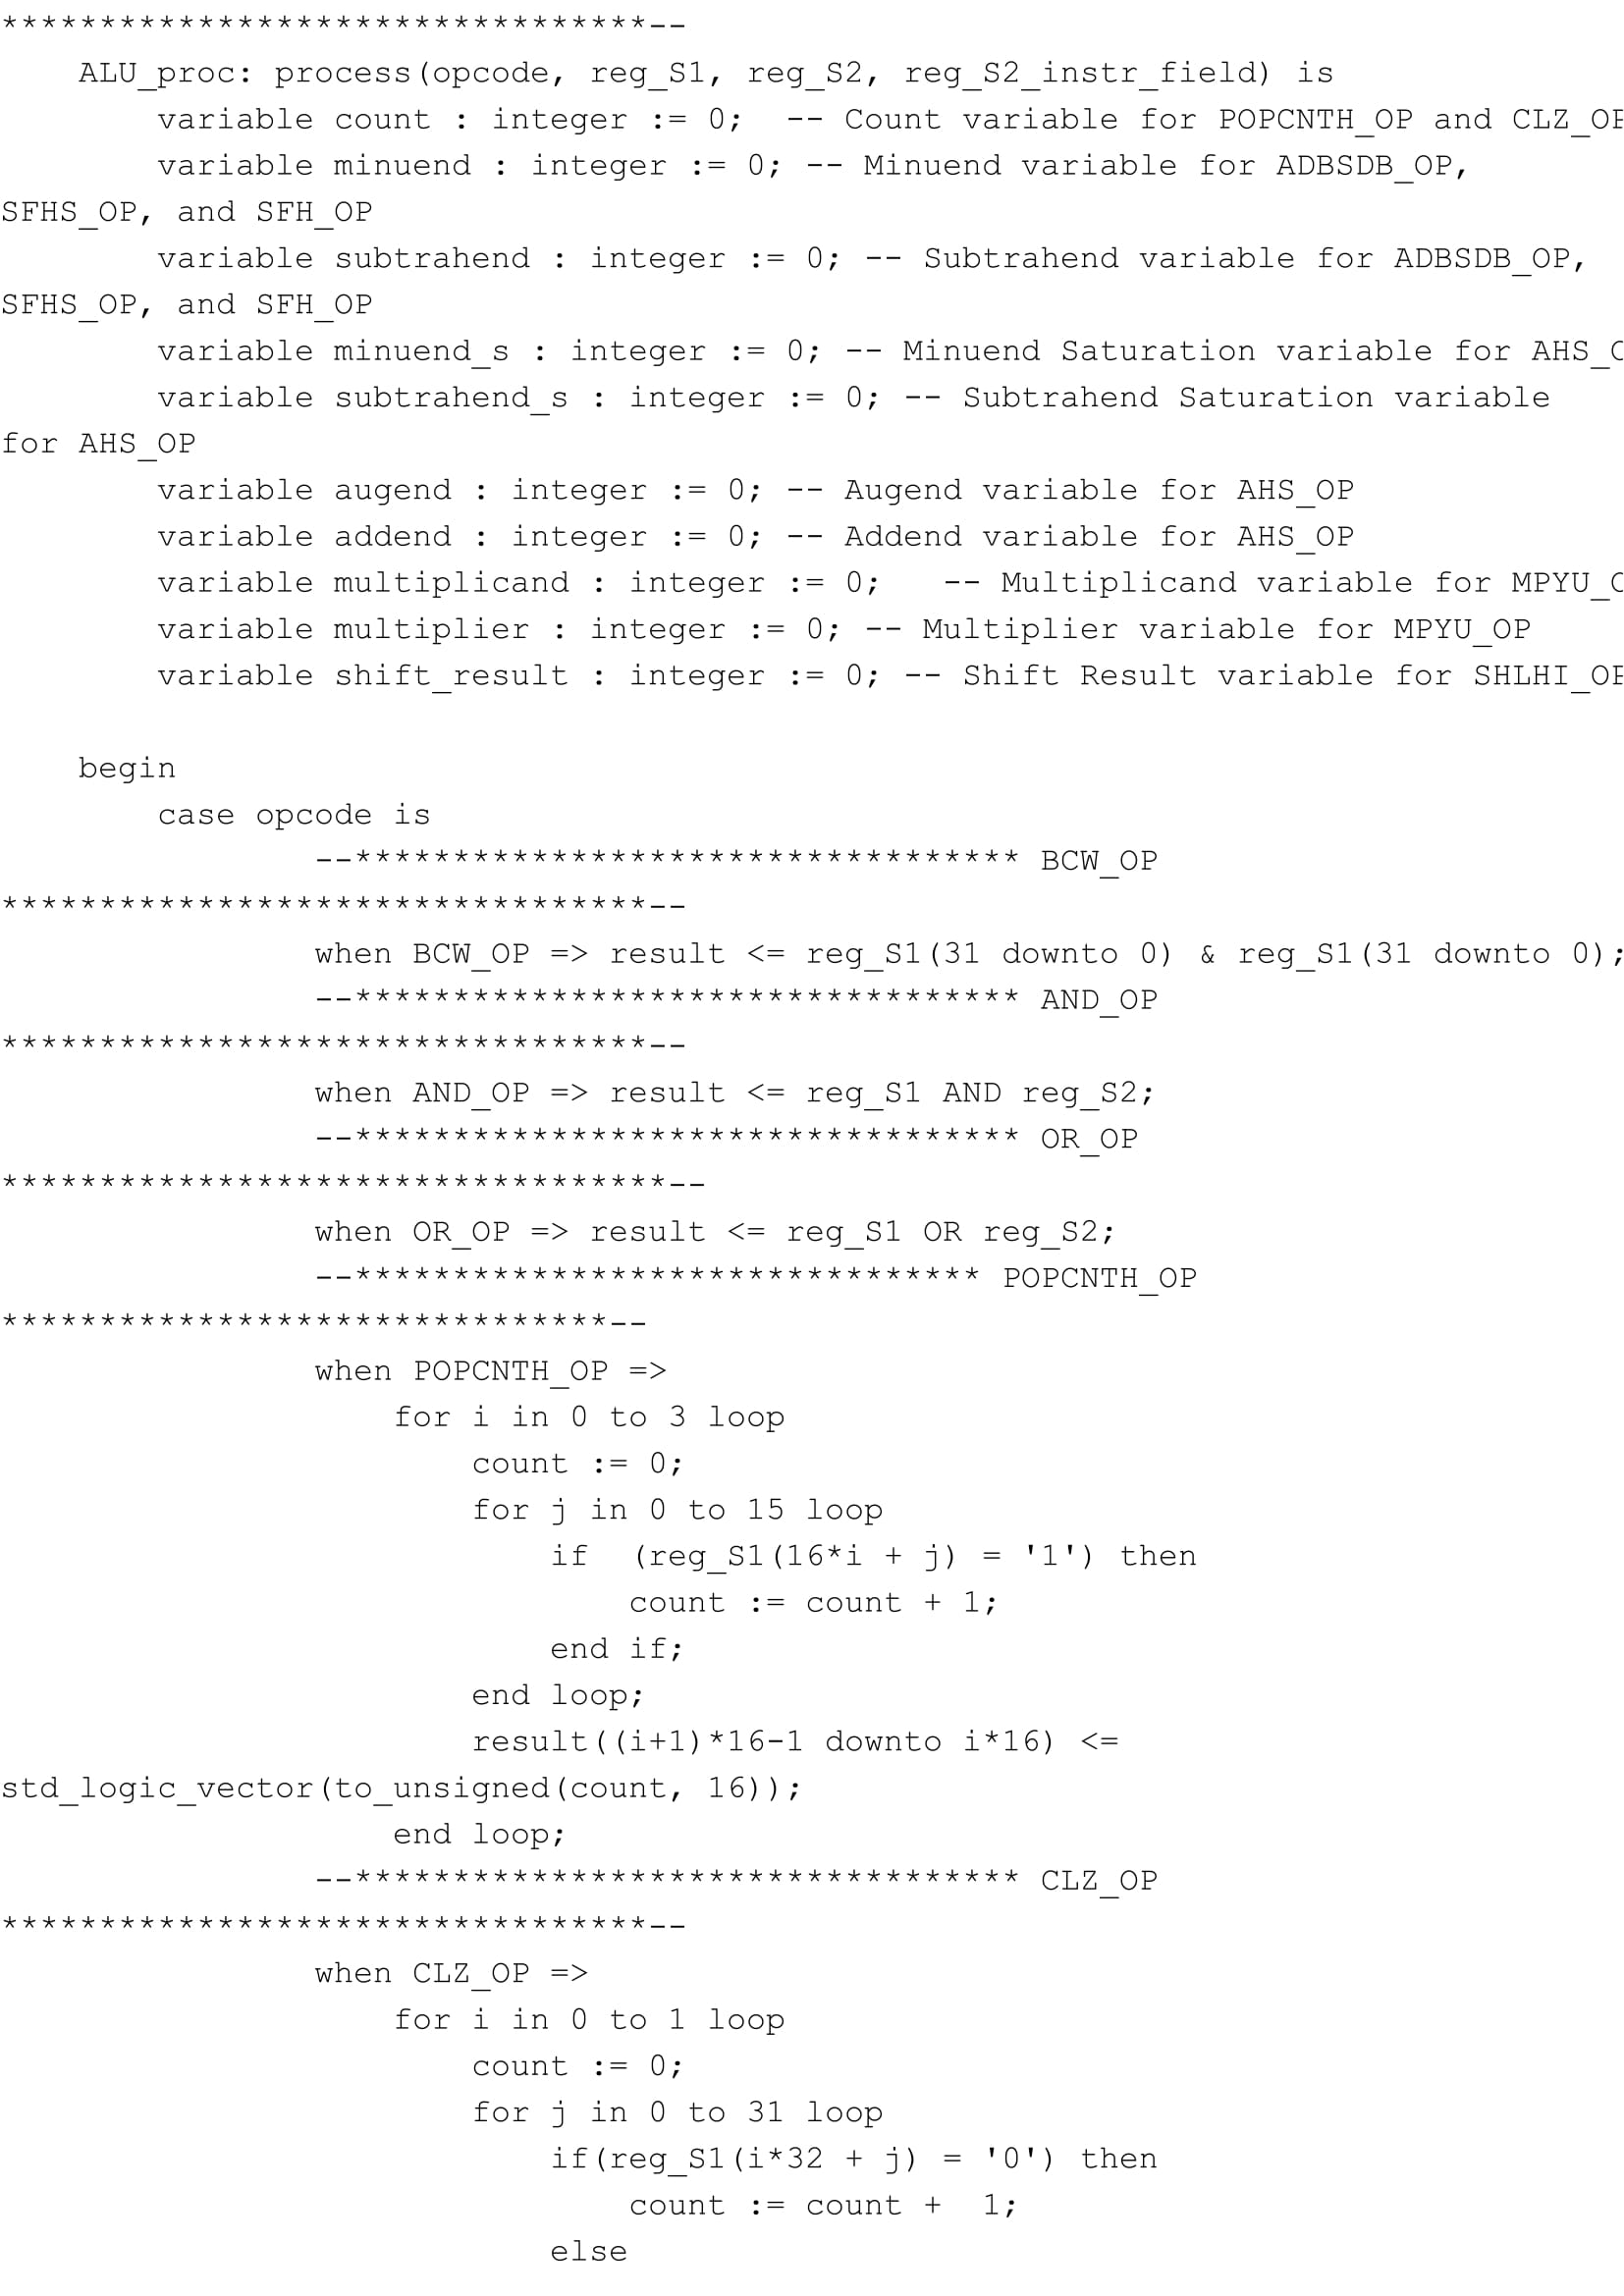 *********************************--
    ALU_proc: process(opcode, reg_S1, reg_S2, reg_S2_instr_field) is
        variable count : integer := 0;  -- Count variable for POPCNTH_OP and CLZ_OP
        variable minuend : integer := 0; -- Minuend variable for ADBSDB_OP,
SFHS_OP, and SFH_OP
        variable subtrahend : integer := 0; -- Subtrahend variable for ADBSDB_OP,
SFHS_OP, and SFH_OP
        variable minuend_s : integer := 0; -- Minuend Saturation variable for AHS_O
        variable subtrahend_s : integer := 0; -- Subtrahend Saturation variable
for AHS_OP
        variable augend : integer := 0; -- Augend variable for AHS_OP
        variable addend : integer := 0; -- Addend variable for AHS_OP
        variable multiplicand : integer := 0;   -- Multiplicand variable for MPYU_O
        variable multiplier : integer := 0; -- Multiplier variable for MPYU_OP
        variable shift_result : integer := 0; -- Shift Result variable for SHLHI_OP

    begin
        case opcode is
                --********************************** BCW_OP
*********************************--
                when BCW_OP => result <= reg_S1(31 downto 0) & reg_S1(31 downto 0);
                --********************************** AND_OP
*********************************--
                when AND_OP => result <= reg_S1 AND reg_S2;
                --********************************** OR_OP
**********************************--
                when OR_OP => result <= reg_S1 OR reg_S2;
                --******************************** POPCNTH_OP
*******************************--
                when POPCNTH_OP =>
                    for i in 0 to 3 loop
                        count := 0;
                        for j in 0 to 15 loop
                            if  (reg_S1(16*i + j) = '1') then
                                count := count + 1;
                            end if;
                        end loop;
                        result((i+1)*16-1 downto i*16) <=
std_logic_vector(to_unsigned(count, 16));
                    end loop;
                --********************************** CLZ_OP
*********************************--
                when CLZ_OP =>
                    for i in 0 to 1 loop
                        count := 0;
                        for j in 0 to 31 loop
                            if(reg_S1(i*32 + j) = '0') then
                                count := count +  1;
                            else